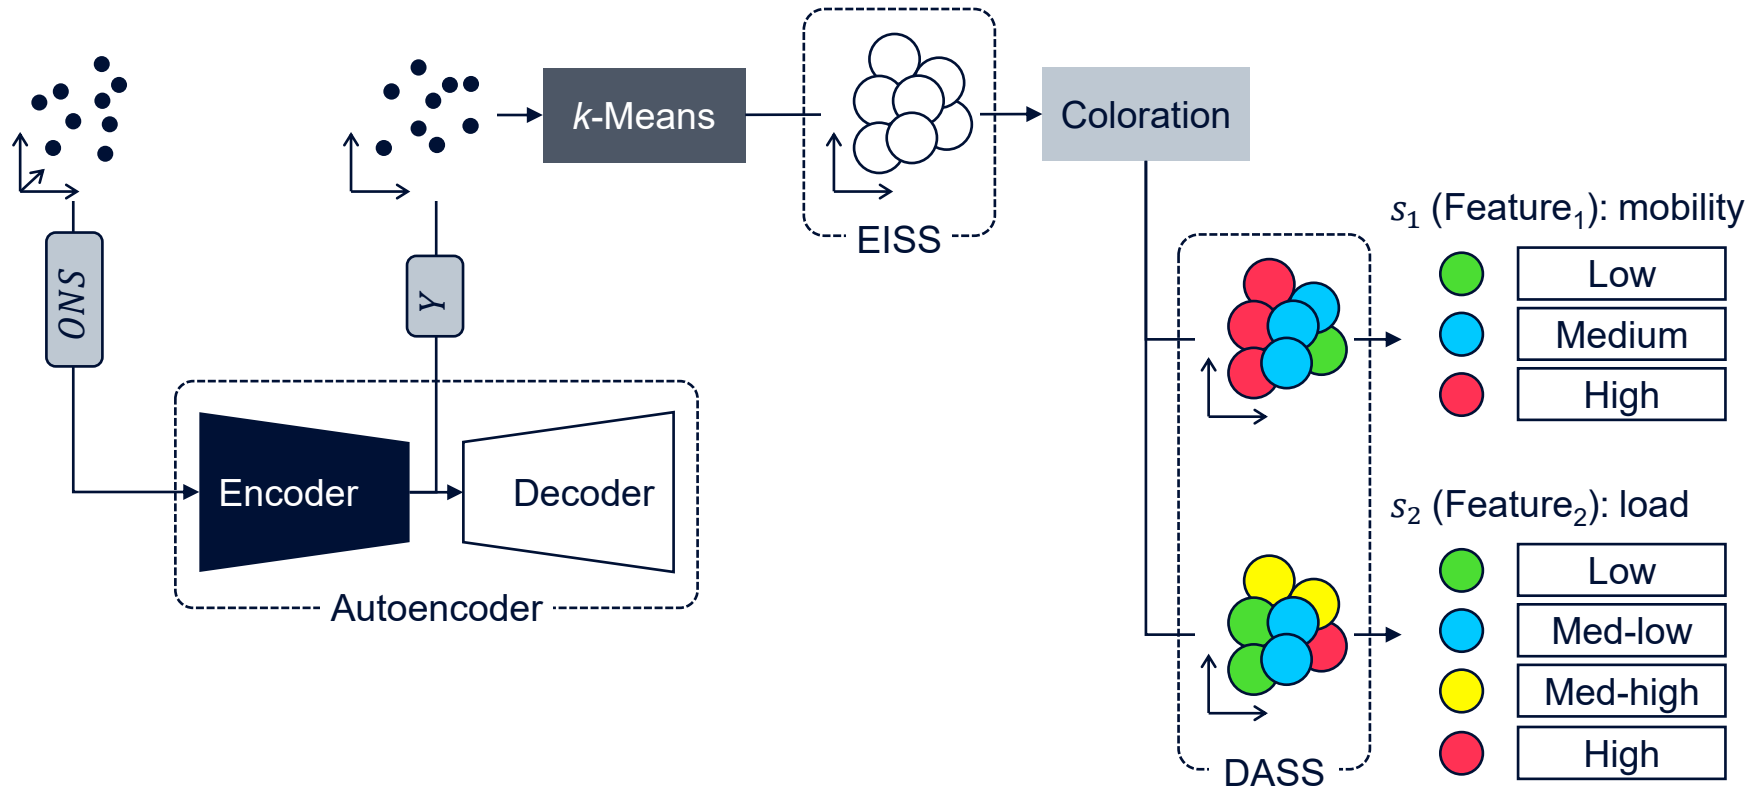 k-Means
EISS
Coloration
ONS
Y
Encoder
Decoder
Autoencoder
DASS
s₁ (Feature₁): mobility
Low
Medium
High
s₂ (Feature₂): load
Low
Med-low
Med-high
High